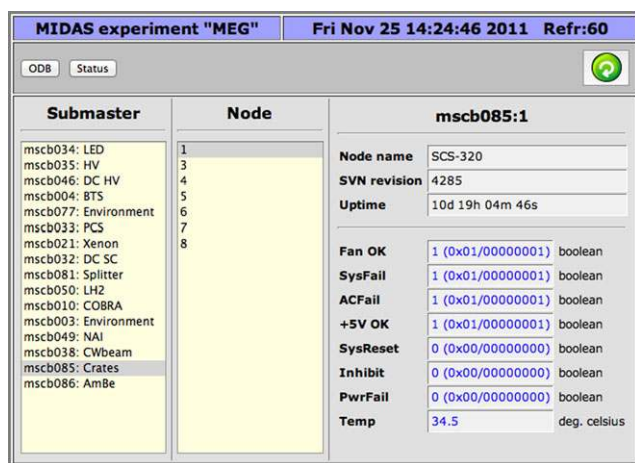 MIDAS experiment "MEG" Fri Nov 25 14:24:46 2011 Refr:60
ODB Status
Submaster
mscb034: LED
mscb035: HV
mscb046: DC HV
mscb004: BTS
mscb077: Environment
mscb033: PCS
mscb021: Xenon
mscb032: DC SC
mscb081: Splitter
mscb050: LH2
mscb010: COBRA
mscb003: Environment
mscb049: NAI
mscb038: CWbeam
mscb085: Crates
mscb086: AmBe
Node
1
3
4
5
6
7
8
mscb085:1
Node name SCS-320
SVN revision 4285
Uptime 10d 19h 04m 46s
Fan OK 1 (0x01/00000001) boolean
SysFail 1 (0x01/00000001) boolean
ACFail 1 (0x01/00000001) boolean
+5V OK 1 (0x01/00000001) boolean
SysReset 0 (0x00/00000000) boolean
Inhibit 0 (0x00/00000000) boolean
PwrFail 0 (0x00/00000000) boolean
Temp 34.5 deg. celsius